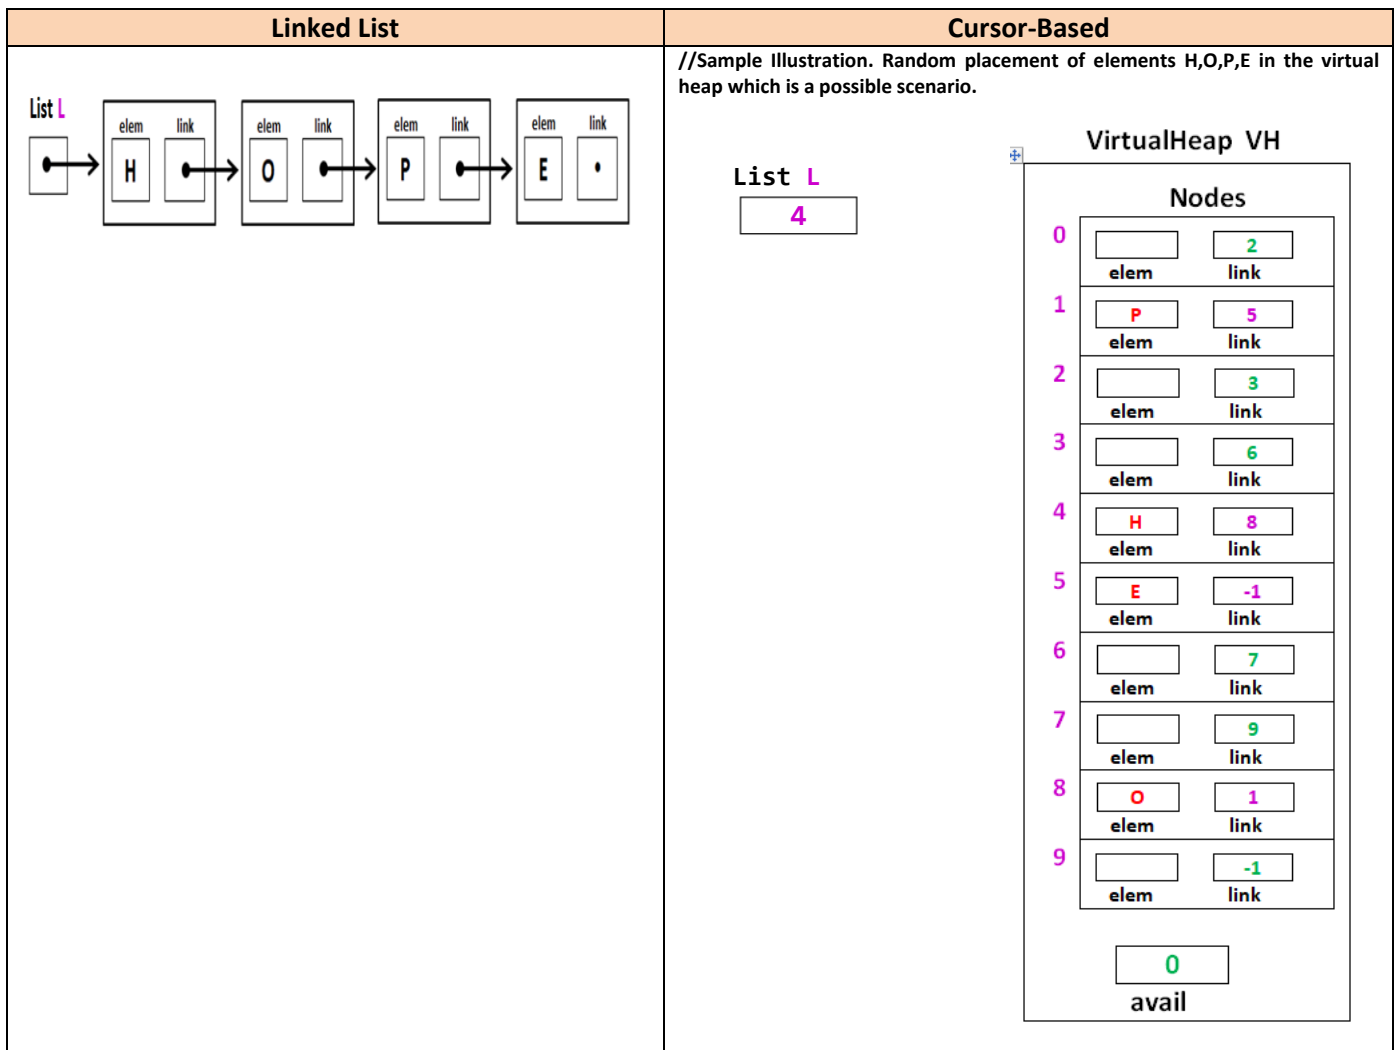 Linked List
Cursor-Based
List L
elem link elem link elem link elem link
H O P E
//Sample Illustration. Random placement of elements H,O,P,E in the virtual
heap which is a possible scenario.
List L
4
VirtualHeap VH
Nodes
0 2
elem link
1 P 5
elem link
2 3
elem link
3 6
elem link
4 H 8
elem link
5 E -1
elem link
6 7
elem link
7 9
elem link
8 O 1
elem link
9 -1
elem link
0
avail